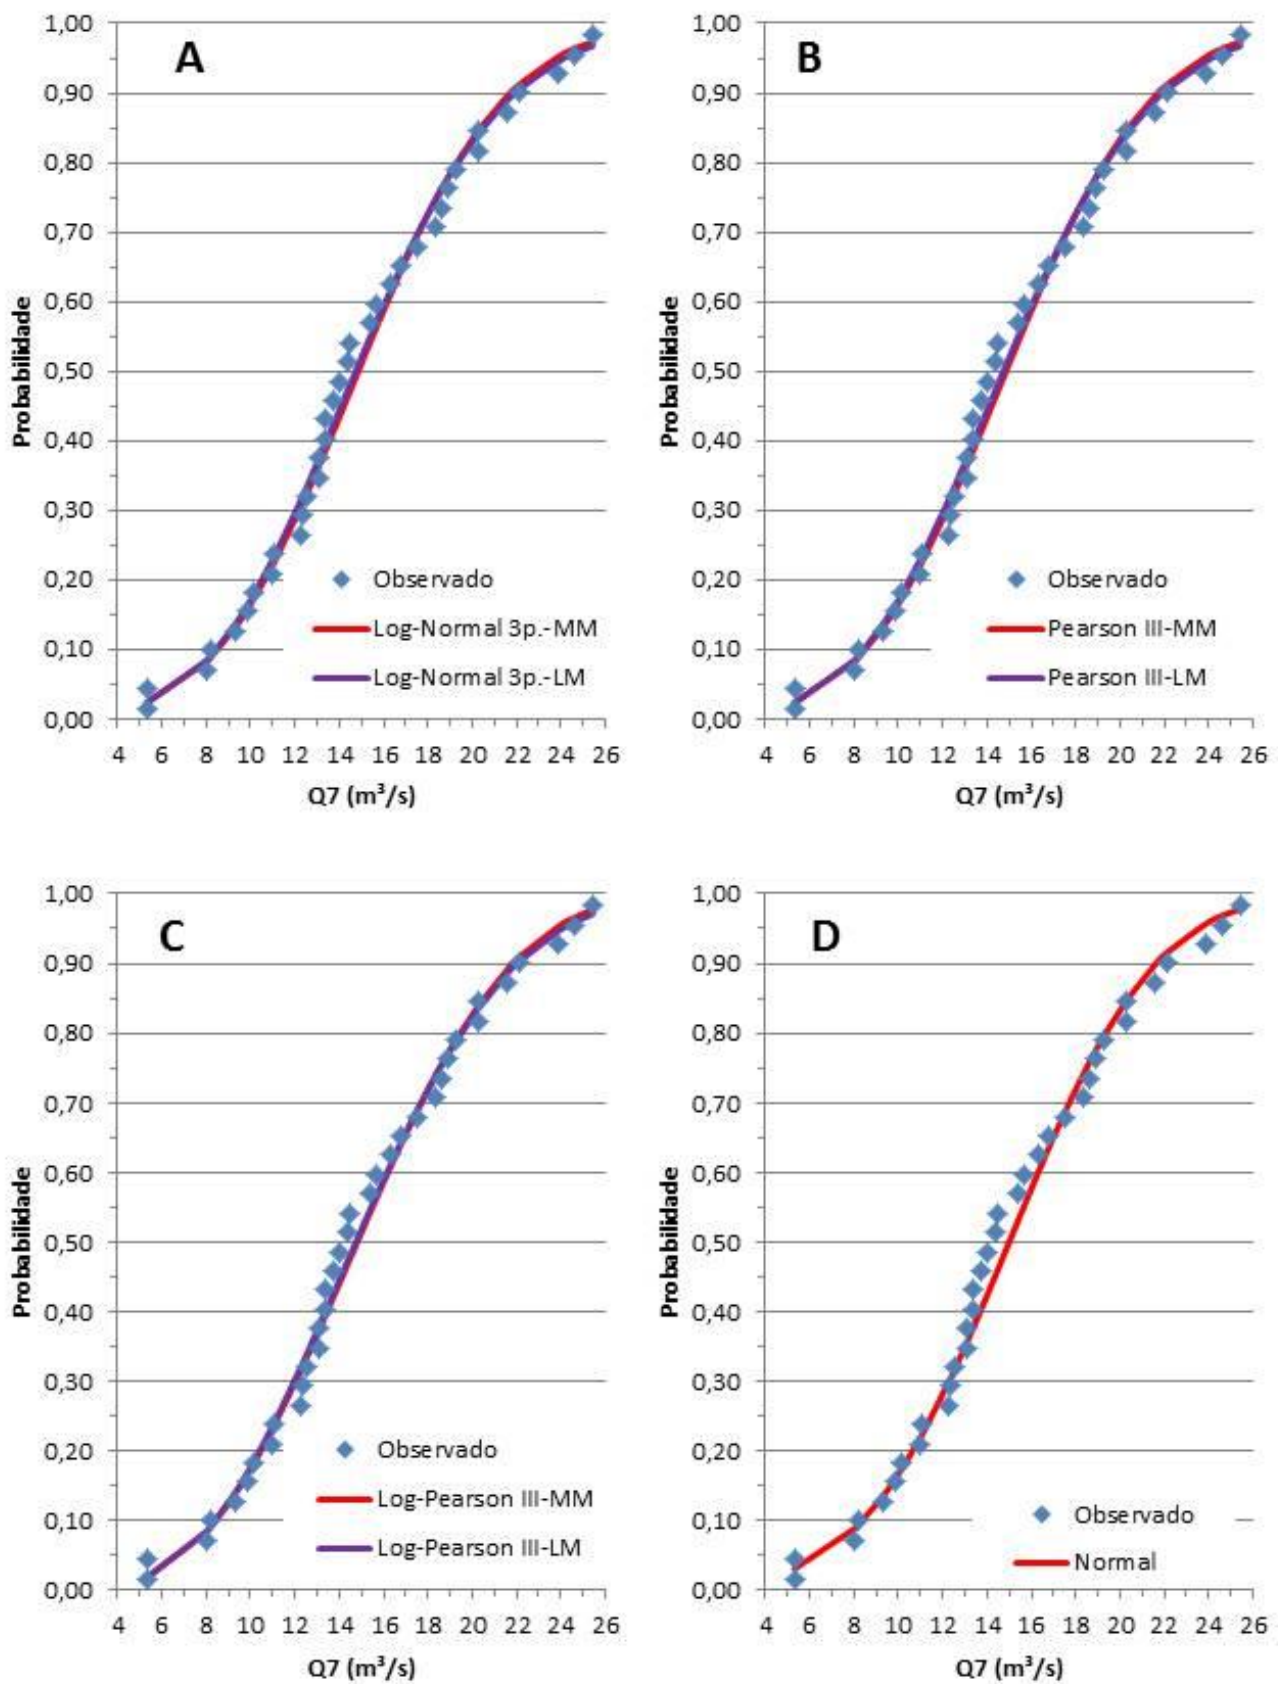 A
Probabilidade
1,00
0,90
0,80
0,70
0,60
0,50
0,40
0,30
0,20
0,10
0,00
Observado
Log-Normal 3p.-MM
Log-Normal 3p.-LM
4 6 8 10 12 14 16 18 20 22 24 26
Q7 (m³/s)
B
Probabilidade
1,00
0,90
0,80
0,70
0,60
0,50
0,40
0,30
0,20
0,10
0,00
Observado
Pearson III-MM
Pearson III-LM
4 6 8 10 12 14 16 18 20 22 24 26
Q7 (m³/s)
C
Probabilidade
1,00
0,90
0,80
0,70
0,60
0,50
0,40
0,30
0,20
0,10
0,00
Observado
Log-Pearson III-MM
Log-Pearson III-LM
4 6 8 10 12 14 16 18 20 22 24 26
Q7 (m³/s)
D
Probabilidade
1,00
0,90
0,80
0,70
0,60
0,50
0,40
0,30
0,20
0,10
0,00
Observado
Normal
4 6 8 10 12 14 16 18 20 22 24 26
Q7 (m³/s)